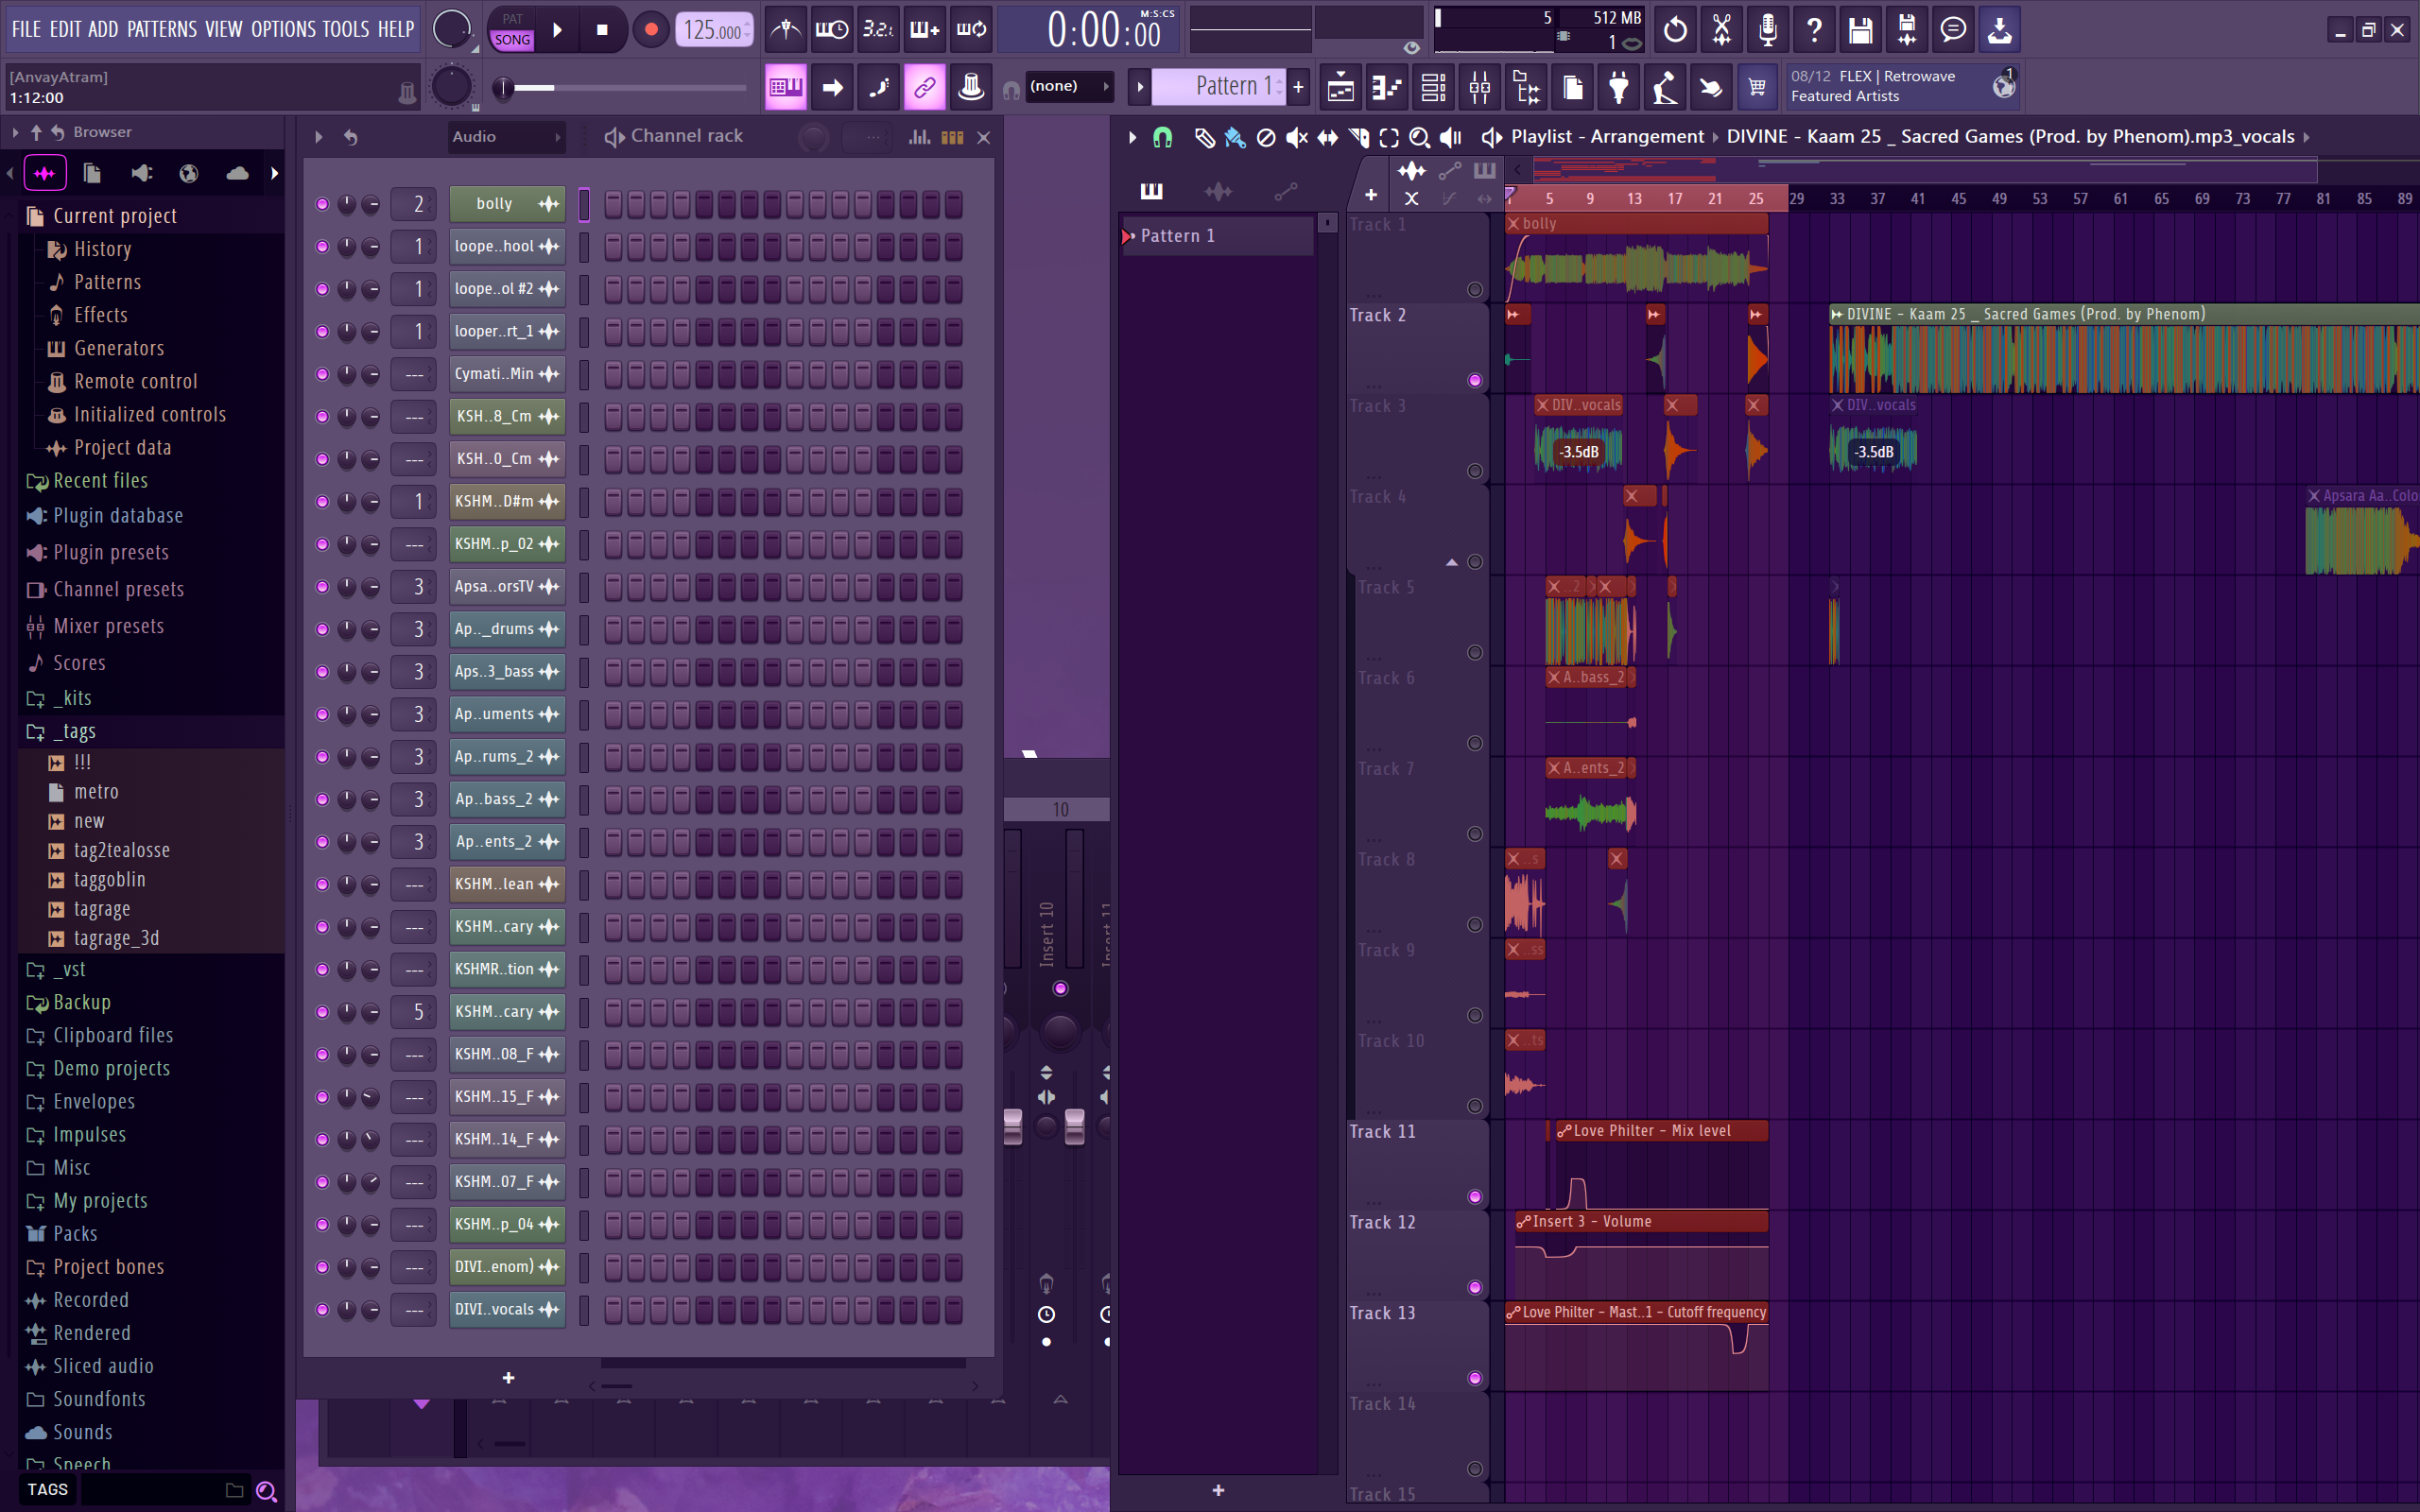 FILE EDIT ADD PATTERNS VIEW OPTIONS TOOLS HELP
PAT
SONG
125.000
3.2.
M:S:CS
0:00:00
5
512 MB
1
[AnvayAtram]
1:12:00
(none)
Pattern 1
08/12 FLEX | Retrowave
Featured Artists
1
Browser
Current project
History
Patterns
Effects
Generators
Remote control
Initialized controls
Project data
Recent files
Plugin database
Plugin presets
Channel presets
Mixer presets
Scores
_kits
_tags
!!!
metro
new
tag2tealosse
taggoblin
tagrage
tagrage_3d
_vst
Backup
Clipboard files
Demo projects
Envelopes
Impulses
Misc
My projects
Packs
Project bones
Recorded
Rendered
Sliced audio
Soundfonts
Sounds
Speech
TAGS
Audio
Channel rack
2 bolly
1 loope..hool
1 loope..ol #2
1 looper..rt_1
--- Cymati..Min
--- KSH..8_Cm
--- KSH..0_Cm
1 KSHM..D#m
--- KSHM..p_02
3 Apsa..orsTV
3 Ap.._drums
3 Aps..3_bass
3 Ap..uments
3 Ap..rums_2
3 Ap..bass_2
3 Ap..ents_2
--- KSHM..lean
--- KSHM..cary
--- KSHMR..tion
5 KSHM..cary
--- KSHM..08_F
--- KSHM..15_F
--- KSHM..14_F
--- KSHM..07_F
--- KSHM..p_04
--- DIVI..enom)
--- DIVI..vocals
10
Insert 10
Insert 11
Playlist - Arrangement
DIVINE - Kaam 25 _ Sacred Games (Prod. by Phenom).mp3_vocals
Pattern 1
1 5 9 13 17 21 25 29 33 37 41 45 49 53 57 61 65 69 73 77 81 85 89
Track 1
bolly
Track 2
DIVINE - Kaam 25 _ Sacred Games (Prod. by Phenom)
Track 3
DIV..vocals
DIV..vocals
-3.5dB
-3.5dB
Track 4
Apsara Aa..Colo
Track 5
..2
Track 6
A..bass_2
Track 7
A..ents_2
Track 8
..s
Track 9
..ss
Track 10
..ts
Track 11
Love Philter - Mix level
Track 12
Insert 3 - Volume
Track 13
Love Philter - Mast..1 - Cutoff frequency
Track 14
Track 15